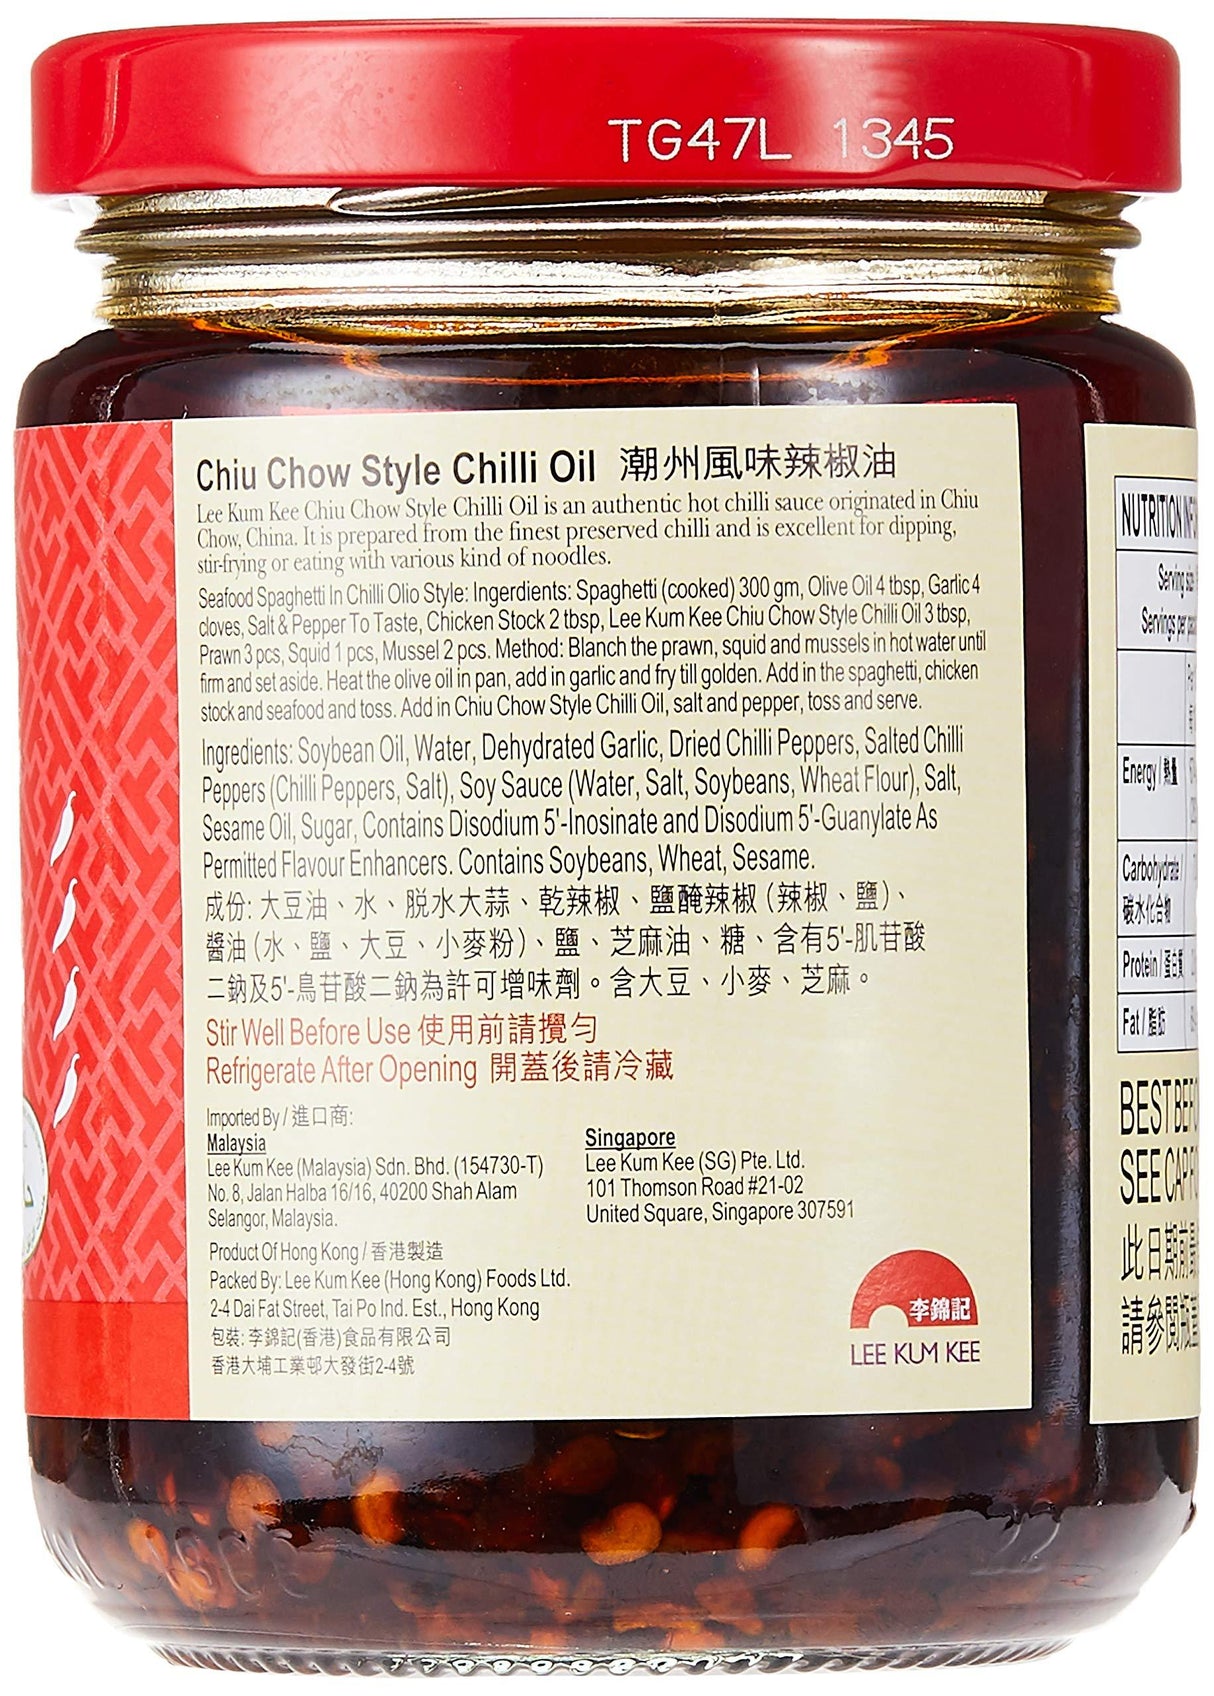 TG47L 1345
Chiu Chow Style Chilli Oil 潮州風味辣椒油
Lee Kum Kee Chiu Chow Style Chilli Oil is an authentic hot chilli sauce originated in Chiu
Chow, China. It is prepared from the finest preserved chilli and is excellent for dipping,
stir-frying or eating with various kind of noodles.
Seafood Spaghetti In Chilli Olio Style: Ingerdients: Spaghetti (cooked) 300 gm, Olive Oil 4 tbsp, Garlic 4
cloves, Salt & Pepper To Taste, Chicken Stock 2 tbsp, Lee Kum Kee Chiu Chow Style Chilli Oil 3 tbsp,
Prawn 3 pcs, Squid 1 pcs, Mussel 2 pcs. Method: Blanch the prawn, squid and mussels in hot water until
firm and set aside. Heat the olive oil in pan, add in garlic and fry till golden. Add in the spaghetti, chicken
stock and seafood and toss. Add in Chiu Chow Style Chilli Oil, salt and pepper, toss and serve.
Ingredients: Soybean Oil, Water, Dehydrated Garlic, Dried Chilli Peppers, Salted Chilli
Peppers (Chilli Peppers, Salt), Soy Sauce (Water, Salt, Soybeans, Wheat Flour), Salt,
Sesame Oil, Sugar, Contains Disodium 5'-Inosinate and Disodium 5'-Guanylate As
Permitted Flavour Enhancers. Contains Soybeans, Wheat, Sesame.
成份: 大豆油、水、脱水大蒜、乾辣椒、鹽醃辣椒 (辣椒、鹽)、
醬油 (水、鹽、大豆、小麥粉)、鹽、芝麻油、糖、含有5'-肌苷酸
二鈉及5'-鳥苷酸二鈉為許可增味劑。含大豆、小麥、芝麻。
Stir Well Before Use 使用前請攪勻
Refrigerate After Opening 開蓋後請冷藏
Imported By / 進口商:
Malaysia
Lee Kum Kee (Malaysia) Sdn. Bhd. (154730-T)
No. 8, Jalan Halba 16/16, 40200 Shah Alam
Selangor, Malaysia.
Singapore
Lee Kum Kee (SG) Pte. Ltd.
101 Thomson Road #21-02
United Square, Singapore 307591
Product Of Hong Kong / 香港製造
Packed By: Lee Kum Kee (Hong Kong) Foods Ltd.
2-4 Dai Fat Street, Tai Po Ind. Est., Hong Kong
包裝: 李錦記(香港)食品有限公司
香港大埔工業邨大發街2-4號
李錦記
LEE KUM KEE
NUTRITION
Serving size
Servings per
Energy / 熱量
Carbohydrate /
碳水化合物
Protein / 蛋白質
Fat / 脂肪
BEST
SEE CAP
此日期前
請參閱瓶蓋